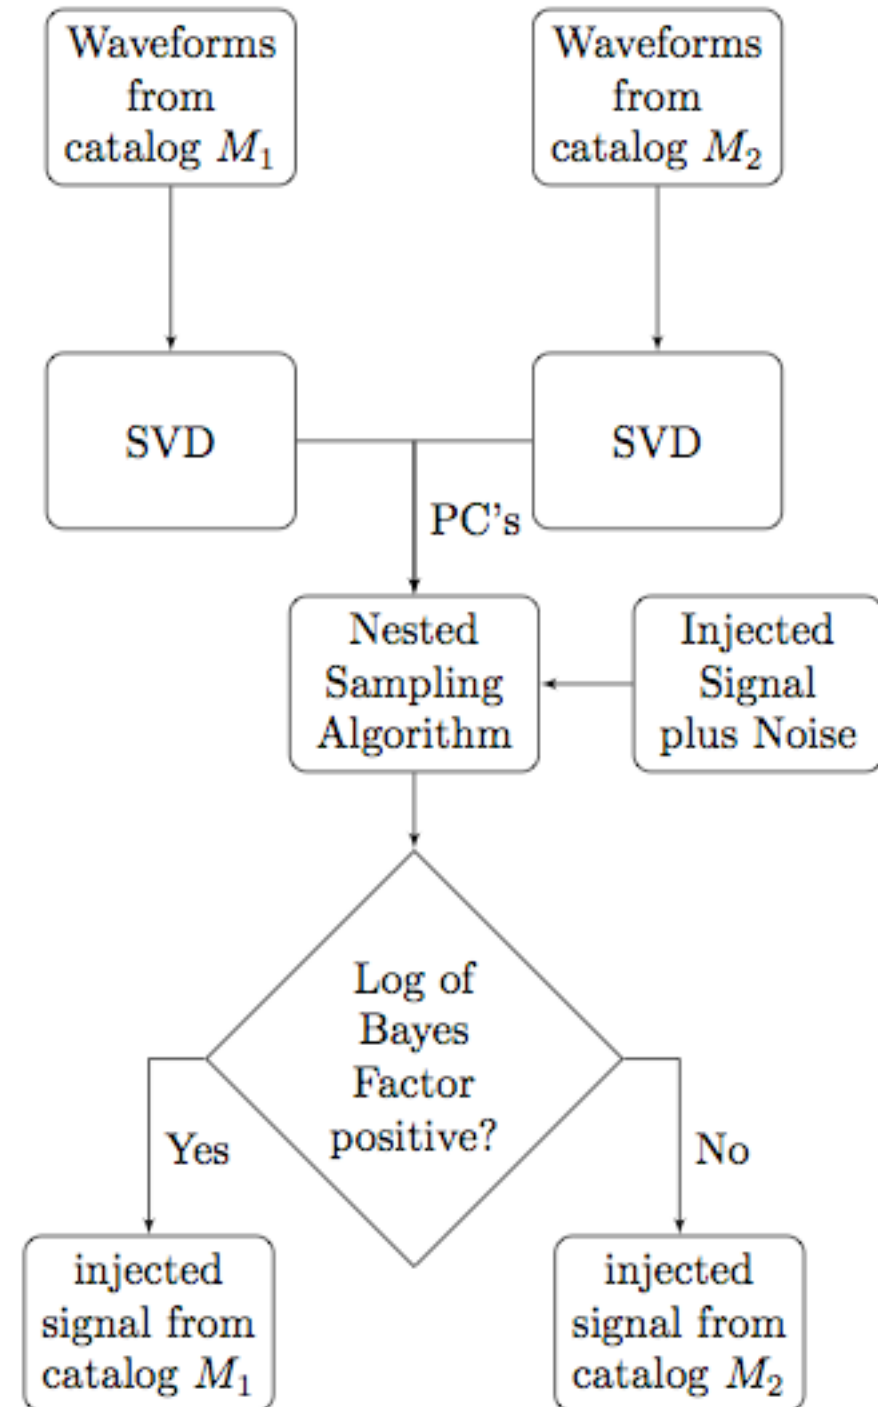 Waveforms
from
catalog M₁
Waveforms
from
catalog M₂
SVD
SVD
PC's
Nested
Sampling
Algorithm
Injected
Signal
plus Noise
Log of
Bayes
Factor
positive?
Yes
No
injected
signal from
catalog M₁
injected
signal from
catalog M₂